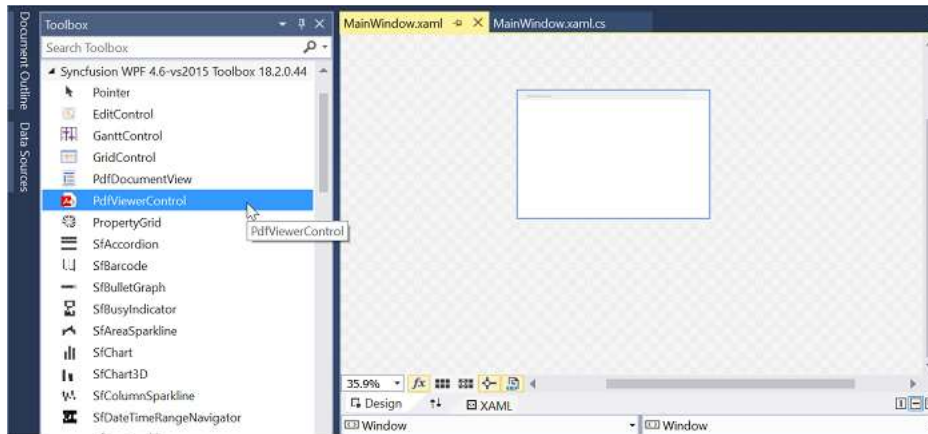 Document Outline
Data Sources
Toolbox
Search Toolbox
Syncfusion WPF 4.6-vs2015 Toolbox 18.2.0.44
Pointer
EditControl
GanttControl
GridControl
PdfDocumentView
PdfViewerControl
PropertyGrid
PdfViewerControl
SfAccordion
SfBarcode
SfBulletGraph
SfBusyIndicator
SfAreaSparkline
SfChart
SfChart3D
SfColumnSparkline
SfDateTimeRangeNavigator
MainWindow.xaml MainWindow.xaml.cs
35.9% fx
Design XAML
Window Window